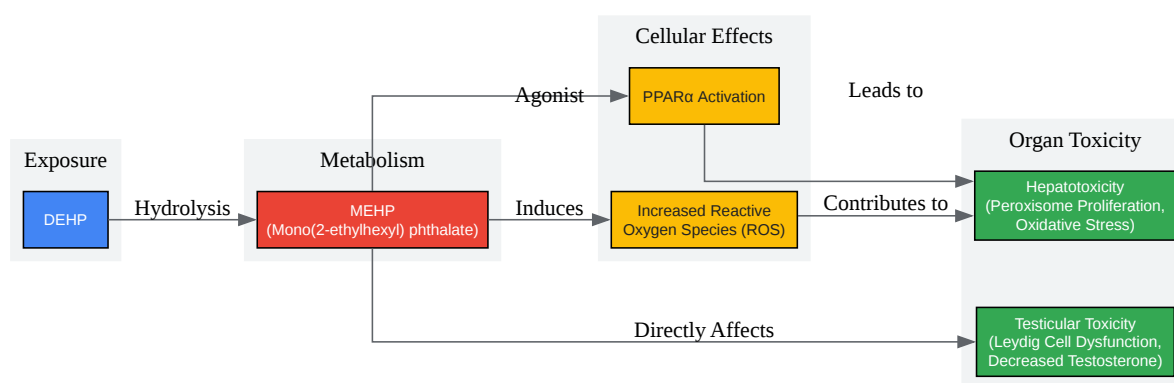 Cellular Effects
Agonist
PPARα Activation
Leads to
Exposure
Metabolism
Organ Toxicity
DEHP
Hydrolysis
MEHP
(Mono(2-ethylhexyl) phthalate)
Induces
Increased Reactive
Oxygen Species (ROS)
Contributes to
Hepatotoxicity
(Peroxisome Proliferation,
Oxidative Stress)
Directly Affects
Testicular Toxicity
(Leydig Cell Dysfunction,
Decreased Testosterone)